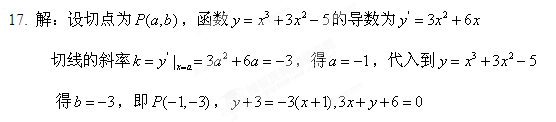 17. 解：设切点为P(a,b)，函数y=x³+3x²-5的导数为y'=3x²+6x
切线的斜率k=y'|ₓ₌ₐ=3a²+6a=-3，得a=-1，代入到y=x³+3x²-5
得b=-3，即P(-1,-3)，y+3=-3(x+1),3x+y+6=0